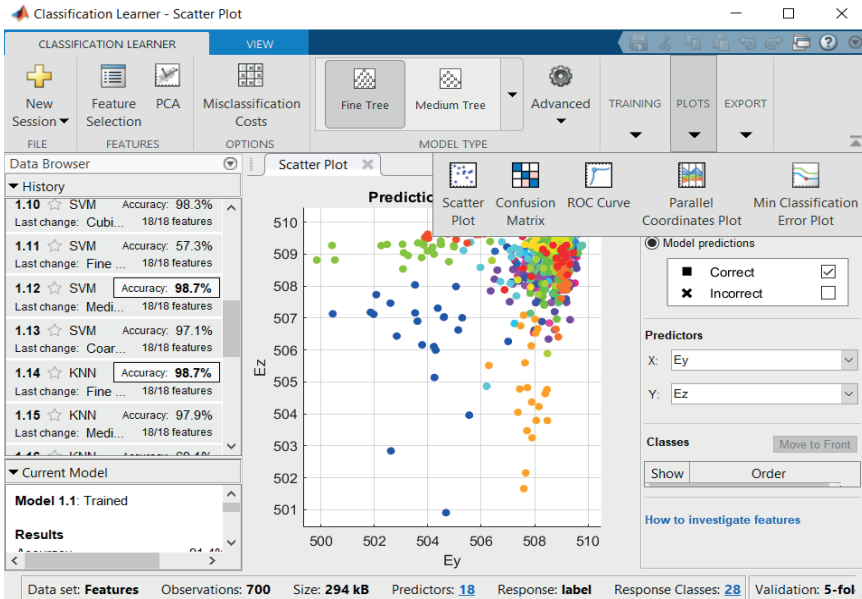 Classification Learner - Scatter Plot
CLASSIFICATION LEARNER VIEW
New Session
Feature Selection
PCA
Misclassification Costs
Fine Tree
Medium Tree
Advanced
TRAINING
PLOTS
EXPORT
FILE
FEATURES
OPTIONS
MODEL TYPE
Scatter Plot
Confusion Matrix
ROC Curve
Parallel Coordinates Plot
Min Classification Error Plot
Data Browser
History
1.10 SVM Accuracy: 98.3%
Last change: Cubi... 18/18 features
1.11 SVM Accuracy: 57.3%
Last change: Fine ... 18/18 features
1.12 SVM Accuracy: 98.7%
Last change: Medi... 18/18 features
1.13 SVM Accuracy: 97.1%
Last change: Coar... 18/18 features
1.14 KNN Accuracy: 98.7%
Last change: Fine ... 18/18 features
1.15 KNN Accuracy: 97.9%
Last change: Medi... 18/18 features
Current Model
Model 1.1: Trained
Results
Scatter Plot
Predictio
510
509
508
507
506
505
504
503
502
501
Ez
500 502 504 506 508 510
Ey
Model predictions
Correct
Incorrect
Predictors
X: Ey
Y: Ez
Classes
Move to Front
Show Order
How to investigate features
Data set: Features Observations: 700 Size: 294 kB Predictors: 18 Response: label Response Classes: 28 Validation: 5-fol